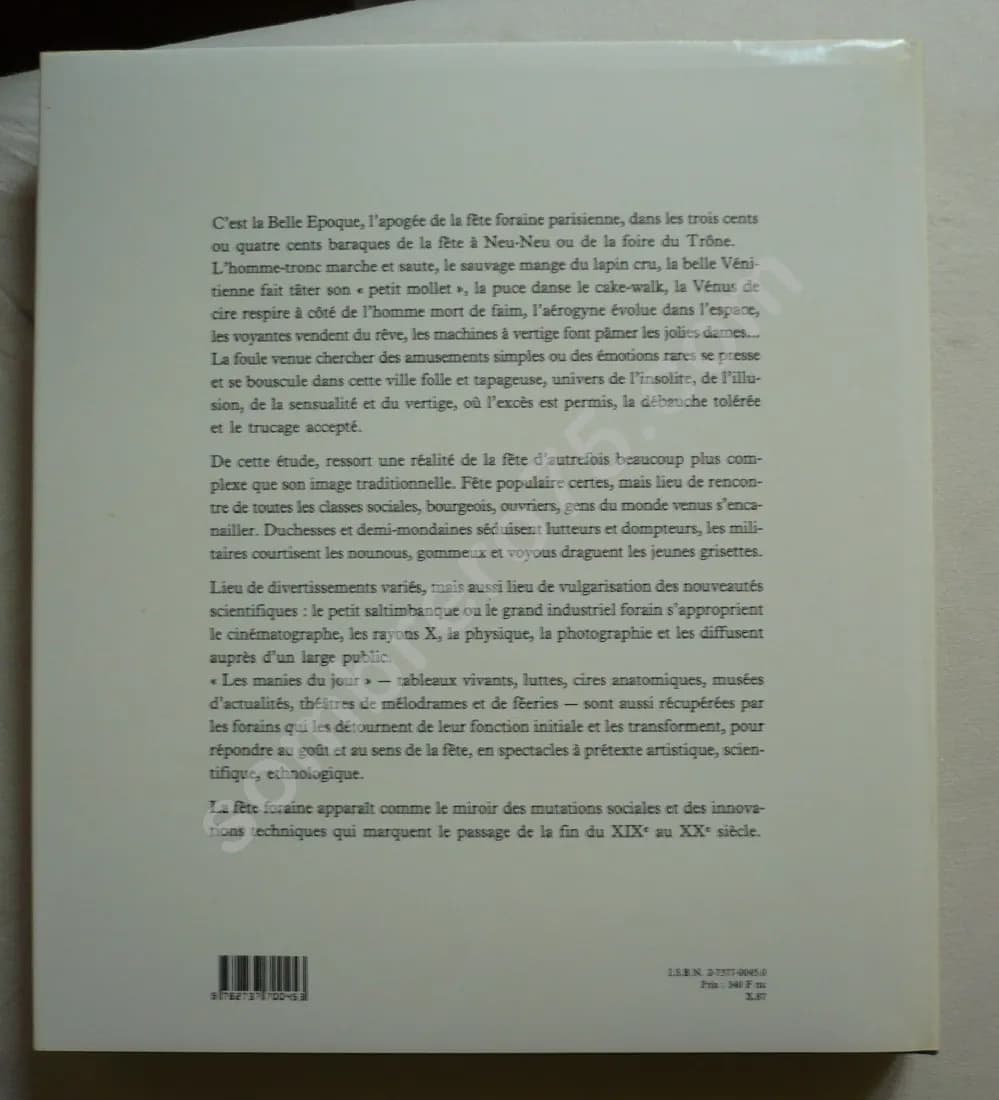 C'est la Belle Epoque, l'apogée de la fête foraine parisienne, dans les trois cents
ou quatre cents baraques de la fête à Neu-Neu ou de la foire du Trône.
L'homme-tronc marche et saute, le sauvage mange du lapin cru, la belle Véni-
tienne fait tâter son « petit mollet », la puce danse le cake-walk, la Vénus de
cire respire à côté de l'homme mort de faim, l'aérogyne évolue dans l'espace,
les voyantes vendent du rêve, les machines à vertige font pâmer les jolies dames...
La foule venue chercher des amusements simples ou des émotions rares se presse
et se bouscule dans cette ville folle et tapageuse, univers de l'insolite, de l'illu-
sion, de la sensualité et du vertige, où l'excès est permis, la débauche tolérée
et le trucage accepté.
De cette étude, ressort une réalité de la fête d'autrefois beaucoup plus com-
plexe que son image traditionnelle. Fête populaire certes, mais lieu de rencon-
tre de toutes les classes sociales, bourgeois, ouvriers, gens du monde venus s'enca-
nailler. Duchesses et demi-mondaines séduisent lutteurs et dompteurs, les mili-
taires courtisent les nounous, gommeux et voyous draguent les jeunes grisettes.
Lieu de divertissements variés, mais aussi lieu de vulgarisation des nouveautés
scientifiques : le petit saltimbanque ou le grand industriel forain s'approprient
le cinématographe, les rayons X, la physique, la photographie et les diffusent
auprès d'un large public.
« Les manies du jour » — tableaux vivants, luttes, cires anatomiques, musées
d'actualités, théâtres de mélodrames et de féeries — sont aussi récupérées par
les forains qui les détournent de leur fonction initiale et les transforment, pour
répondre au goût et au sens de la fête, en spectacles à prétexte artistique, scien-
tifique, ethnologique.
La fête foraine apparaît comme le miroir des mutations sociales et des innova-
tions techniques qui marquent le passage de la fin du XIXe au XXe siècle.
I.S.B.N. 2-7377-0045-0
Prix : 340 F ttc
X.87